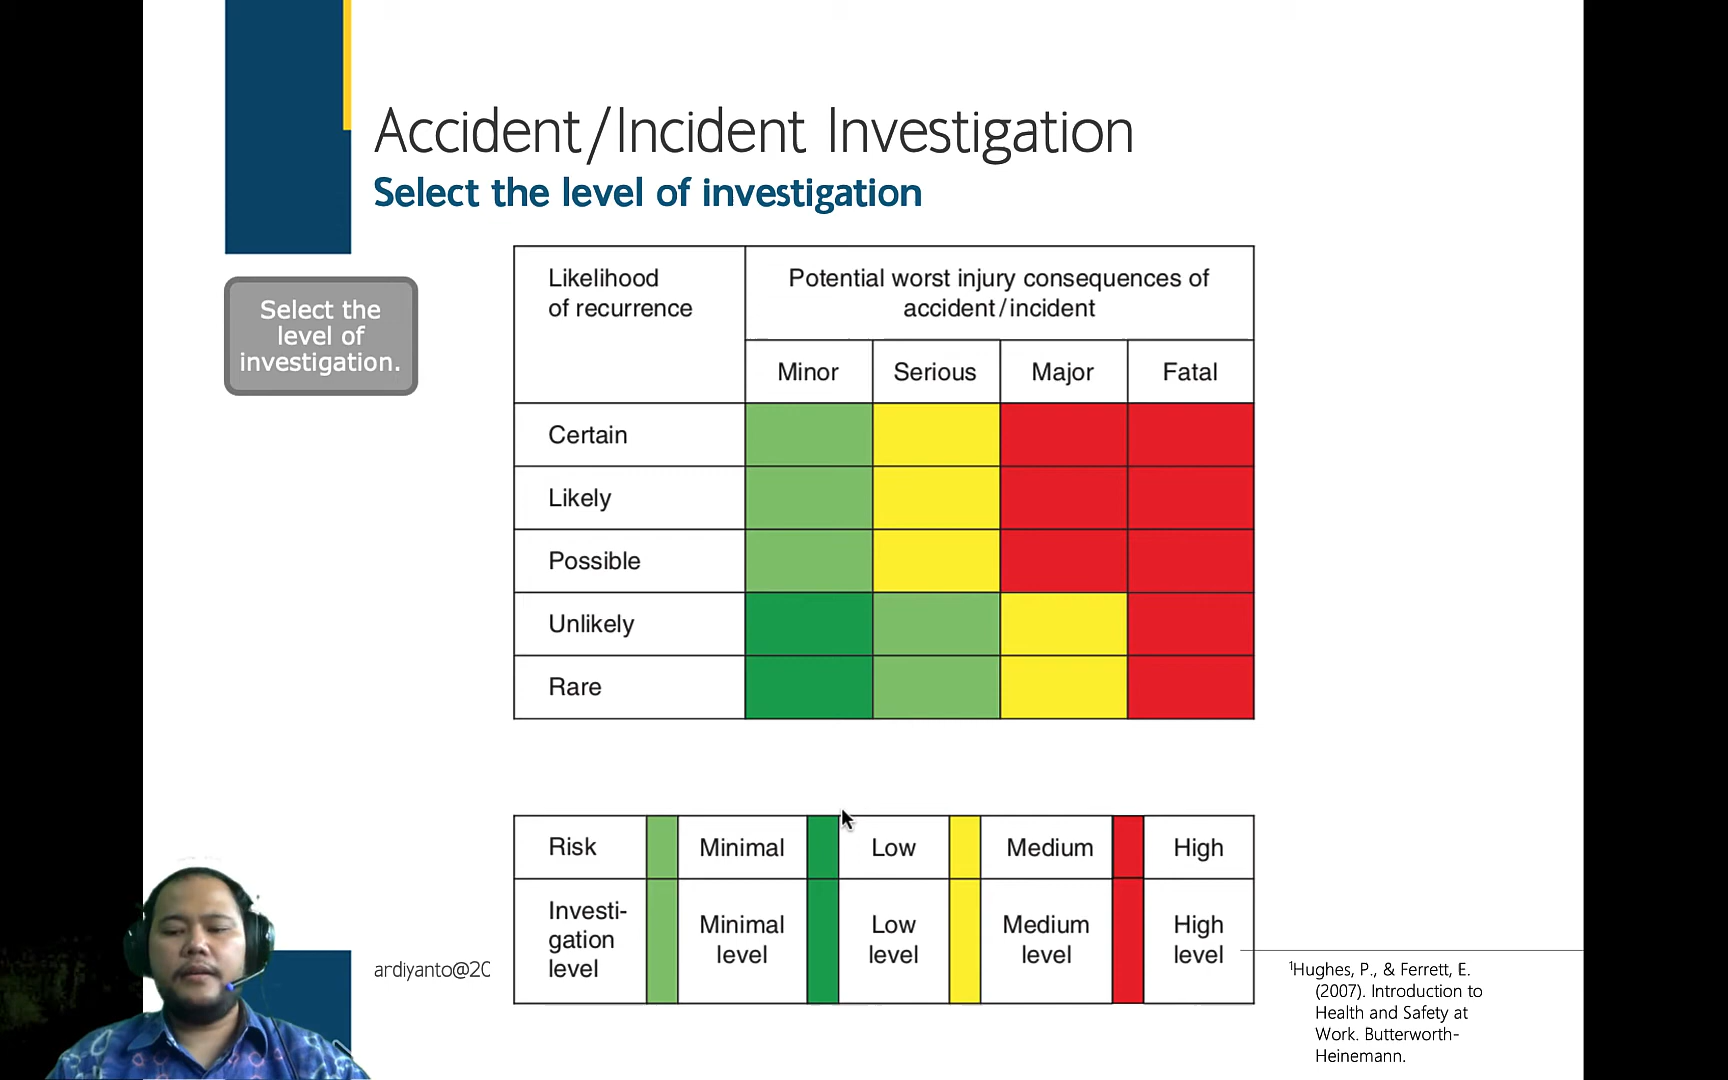 Accident/Incident Investigation
Select the level of investigation
Select the
level of
investigation.
Likelihood
of recurrence
Potential worst injury consequences of
accident/incident
Minor Serious Major Fatal
Certain
Likely
Possible
Unlikely
Rare
Risk Minimal Low Medium High
Investi-
gation
level
Minimal
level
Low
level
Medium
level
High
level
ardiyanto@20
¹Hughes, P., & Ferrett, E.
(2007). Introduction to
Health and Safety at
Work. Butterworth-
Heinemann.